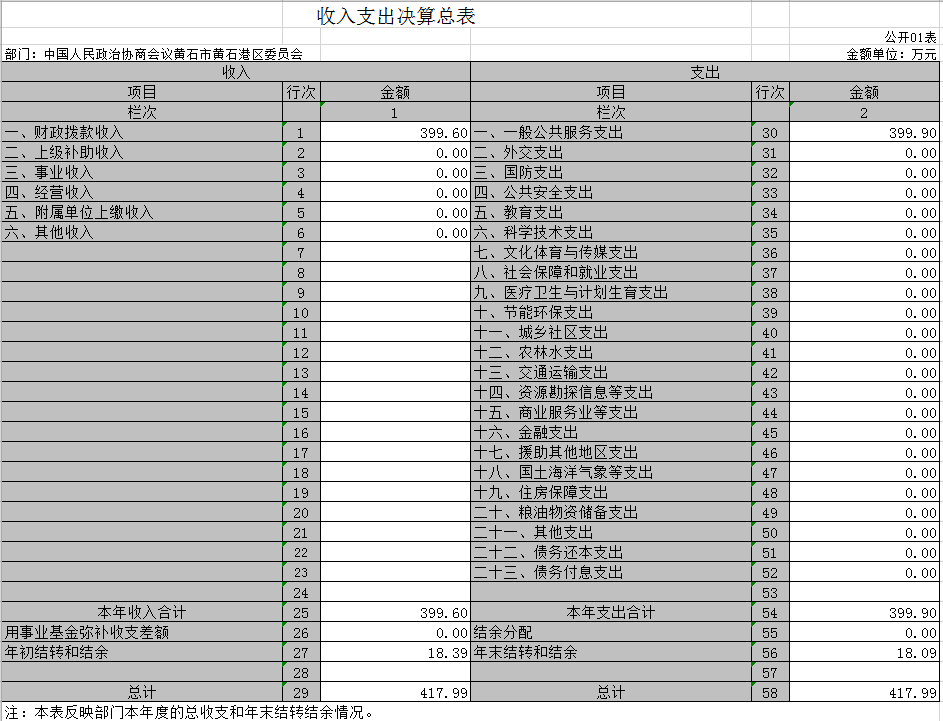 收入支出决算总表
公开01表
部门：中国人民政治协商会议黄石市黄石港区委员会 金额单位：万元
收入 支出
项目 行次 金额 项目 行次 金额
栏次 1 栏次 2
一、财政拨款收入 1 399.60 一、一般公共服务支出 30 399.90
二、上级补助收入 2 0.00 二、外交支出 31 0.00
三、事业收入 3 0.00 三、国防支出 32 0.00
四、经营收入 4 0.00 四、公共安全支出 33 0.00
五、附属单位上缴收入 5 0.00 五、教育支出 34 0.00
六、其他收入 6 0.00 六、科学技术支出 35 0.00
7 七、文化体育与传媒支出 36 0.00
8 八、社会保障和就业支出 37 0.00
9 九、医疗卫生与计划生育支出 38 0.00
10 十、节能环保支出 39 0.00
11 十一、城乡社区支出 40 0.00
12 十二、农林水支出 41 0.00
13 十三、交通运输支出 42 0.00
14 十四、资源勘探信息等支出 43 0.00
15 十五、商业服务业等支出 44 0.00
16 十六、金融支出 45 0.00
17 十七、援助其他地区支出 46 0.00
18 十八、国土海洋气象等支出 47 0.00
19 十九、住房保障支出 48 0.00
20 二十、粮油物资储备支出 49 0.00
21 二十一、其他支出 50 0.00
22 二十二、债务还本支出 51 0.00
23 二十三、债务付息支出 52 0.00
24 53
本年收入合计 25 399.60 本年支出合计 54 399.90
用事业基金弥补收支差额 26 0.00 结余分配 55 0.00
年初结转和结余 27 18.39 年末结转和结余 56 18.09
28 57
总计 29 417.99 总计 58 417.99
注：本表反映部门本年度的总收支和年末结转结余情况。